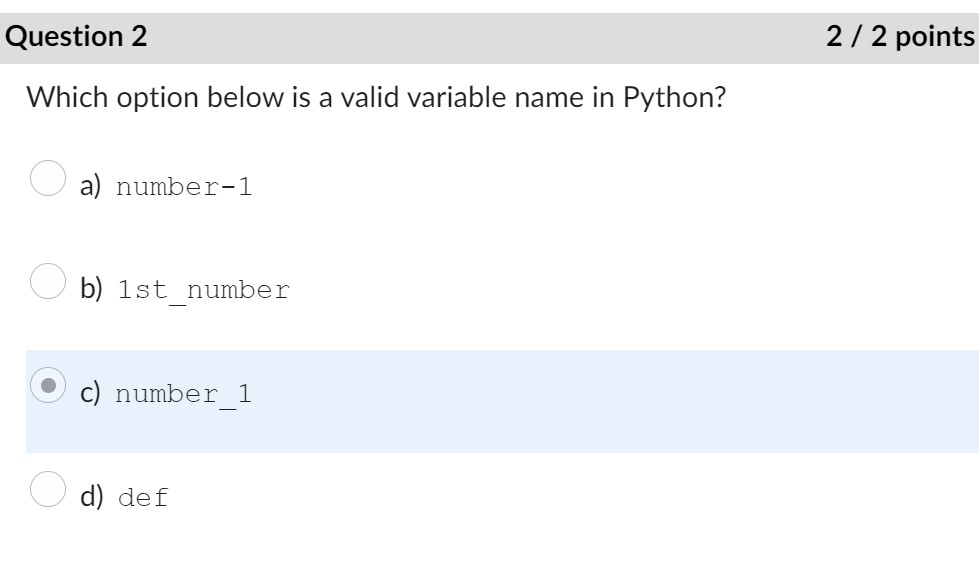 Question 2 2 / 2 points
Which option below is a valid variable name in Python?
a) number-1
b) 1st_number
c) number_1
d) def